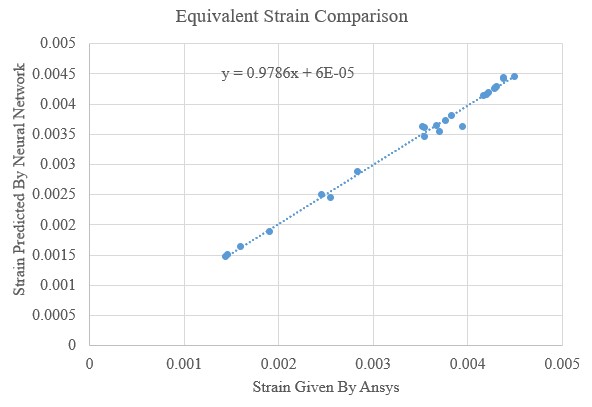 Equivalent Strain Comparison
0.005
0.0045
0.004
0.0035
0.003
0.0025
0.002
0.0015
0.001
0.0005
0
Strain Predicted By Neural Network
y = 0.9786x + 6E-05
0 0.001 0.002 0.003 0.004 0.005
Strain Given By Ansys